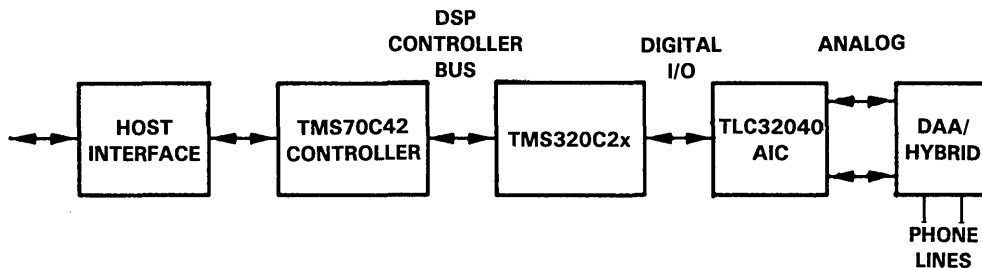 DSP
CONTROLLER
BUS
DIGITAL
I/O
ANALOG
HOST
INTERFACE
TMS70C42
CONTROLLER
TMS320C2x
TLC32040
AIC
DAA/
HYBRID
PHONE
LINES